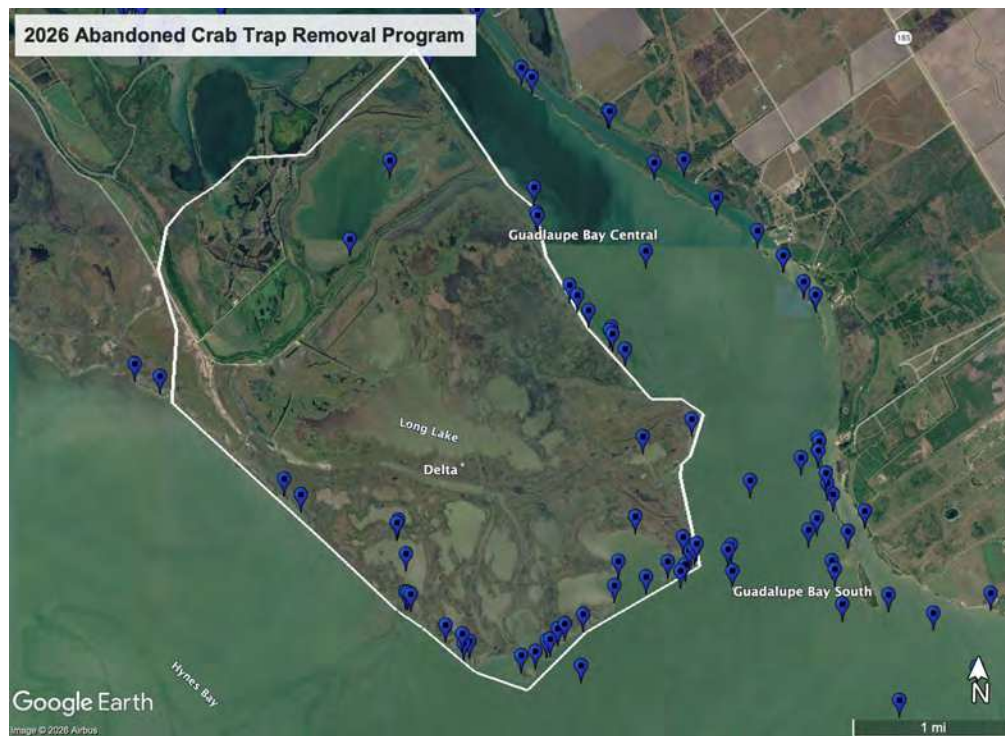 2026 Abandoned Crab Trap Removal Program
185
Guadlaupe Bay Central
Long Lake
Delta
Guadalupe Bay South
Hynes Bay
N
Google Earth
Image © 2026 Airbus
1 mi